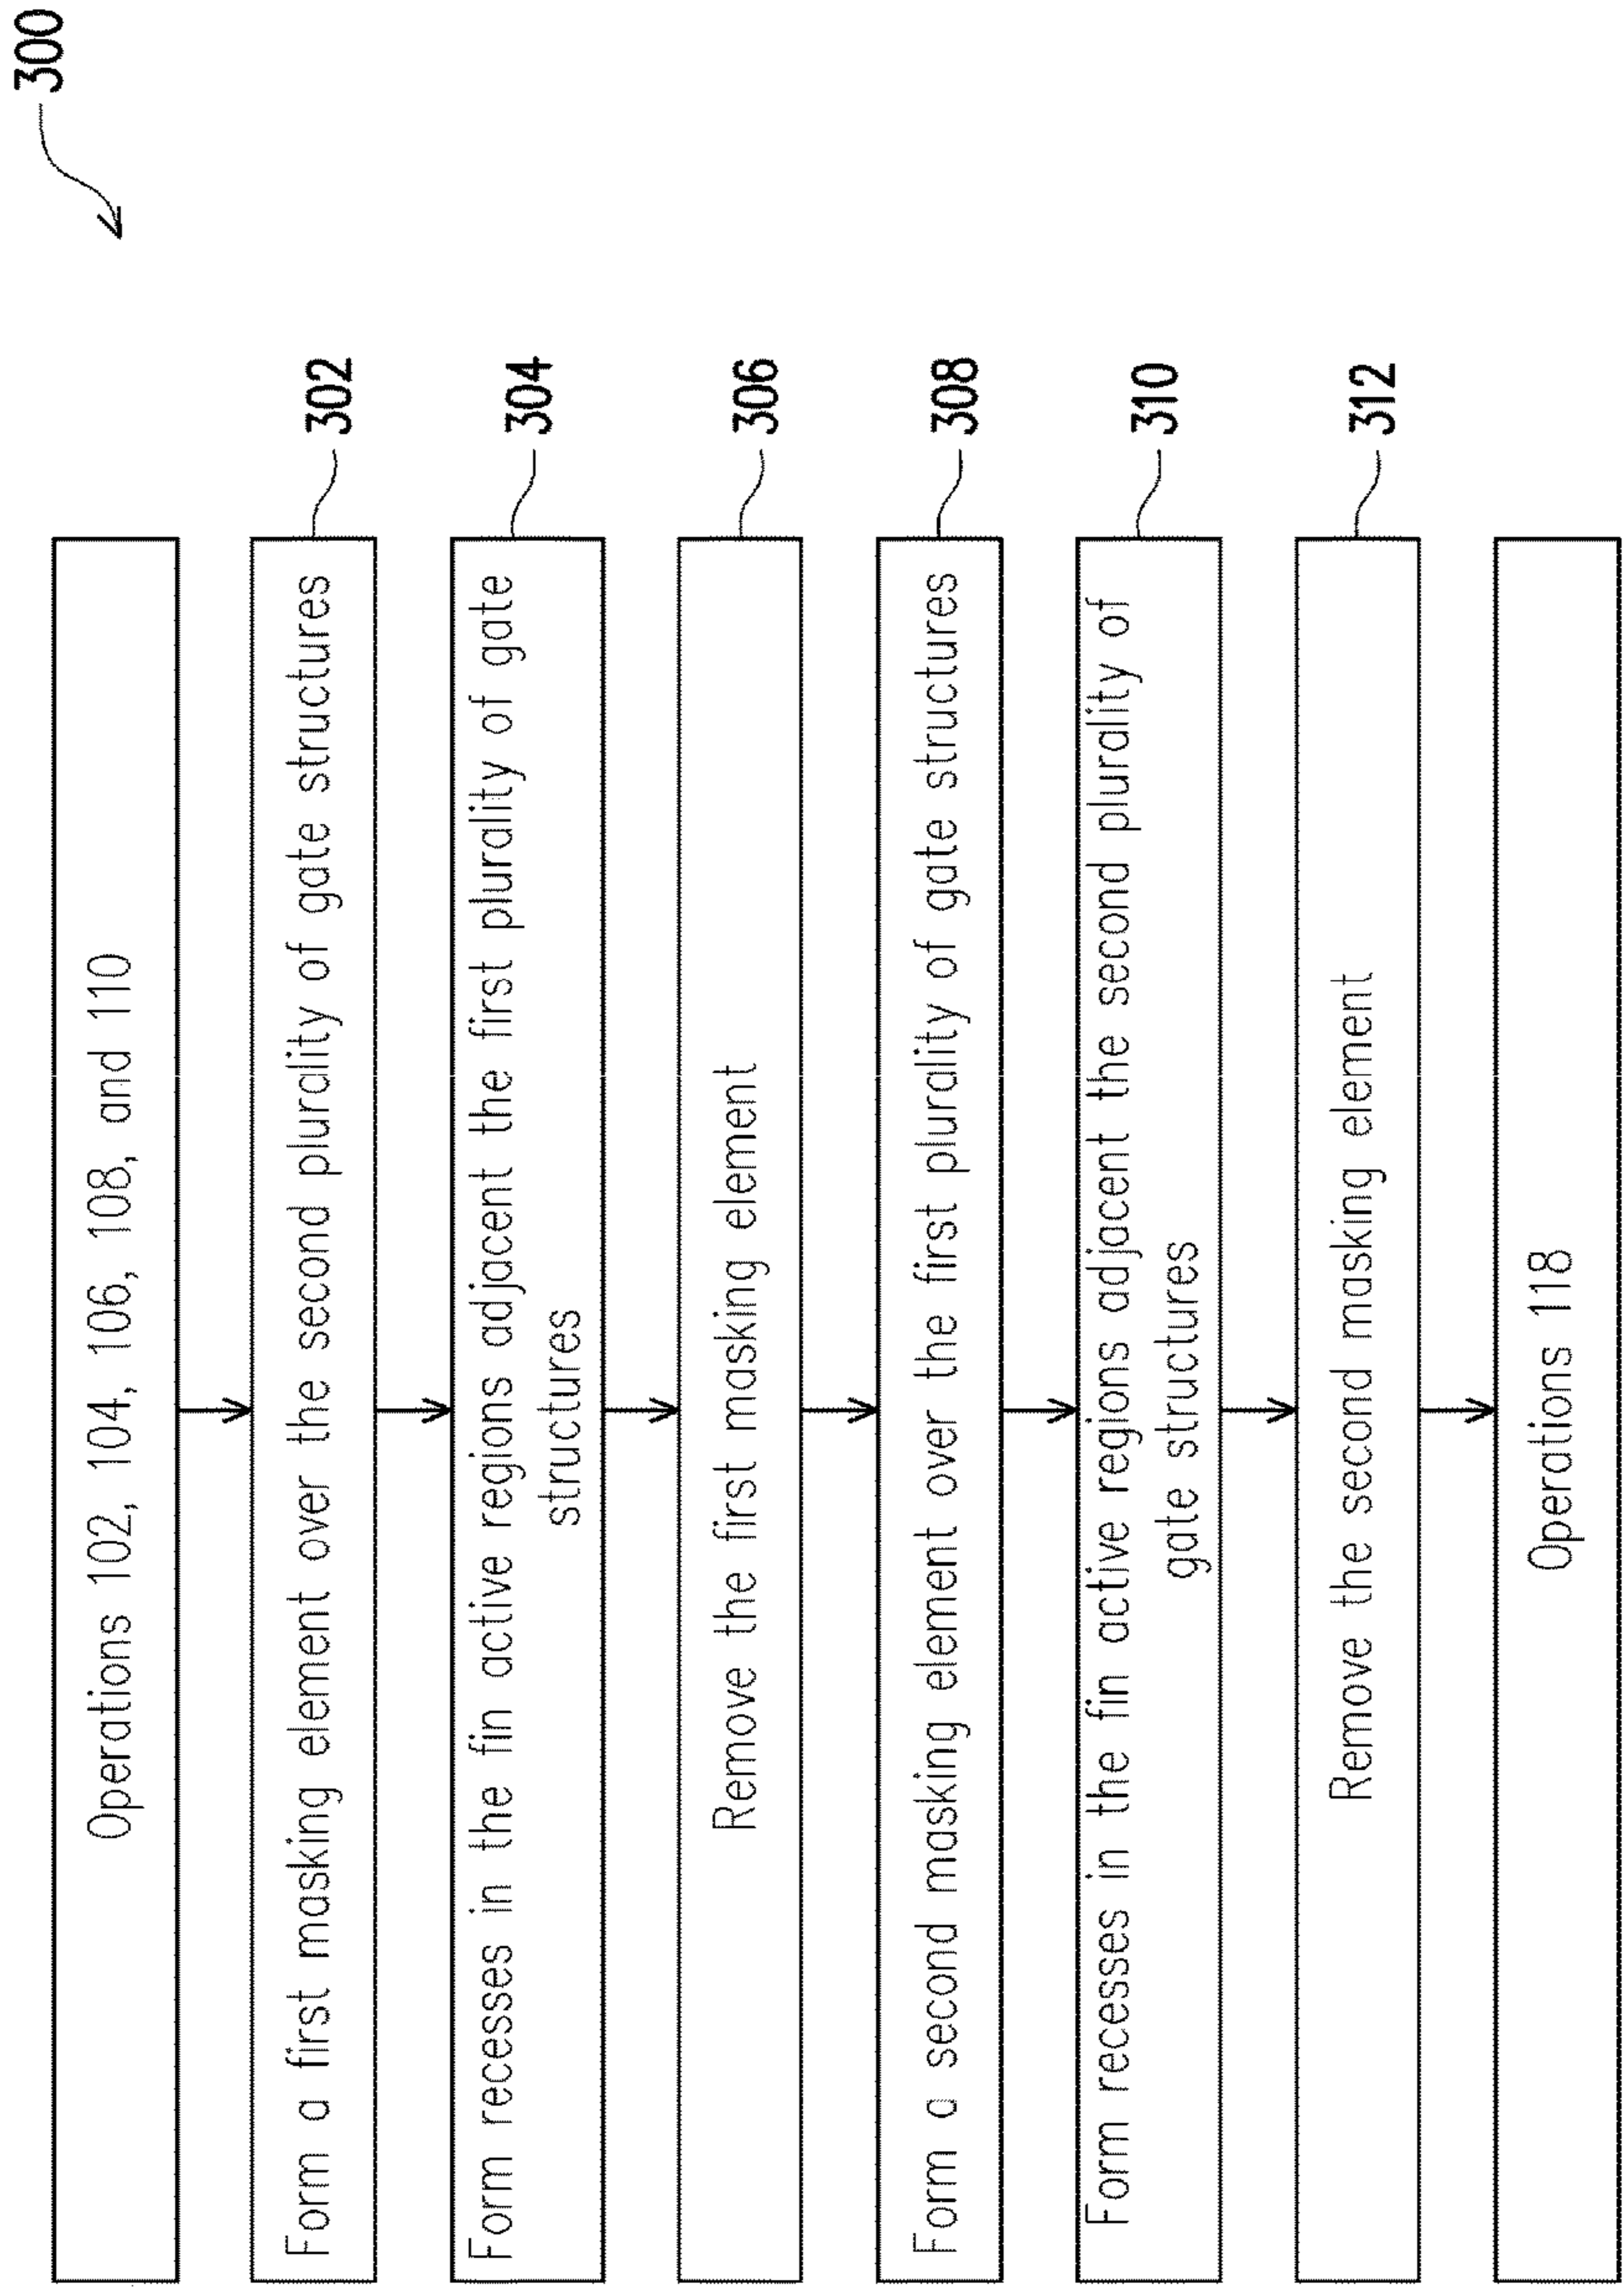 300
Operations 102, 104, 106, 108, and 110
Form a first masking element over the second plurality of gate structures
302
Form recesses in the fin active regions adjacent the first plurality of gate
structures
304
Remove the first masking element
306
Form a second masking element over the first plurality of gate structures
308
Form recesses in the fin active regions adjacent the second plurality of
gate structures
310
Remove the second masking element
312
Operations 118